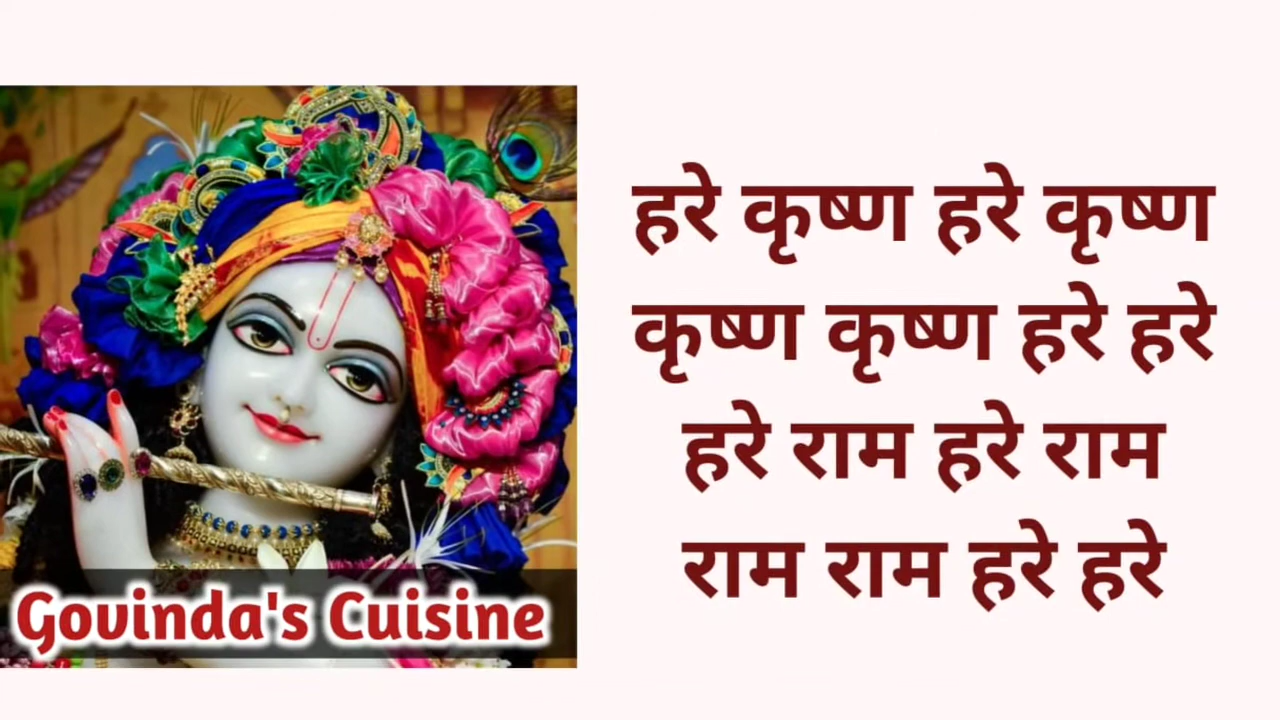 Govinda's Cuisine
हरे कृष्ण हरे कृष्ण
कृष्ण कृष्ण हरे हरे
हरे राम हरे राम
राम राम हरे हरे